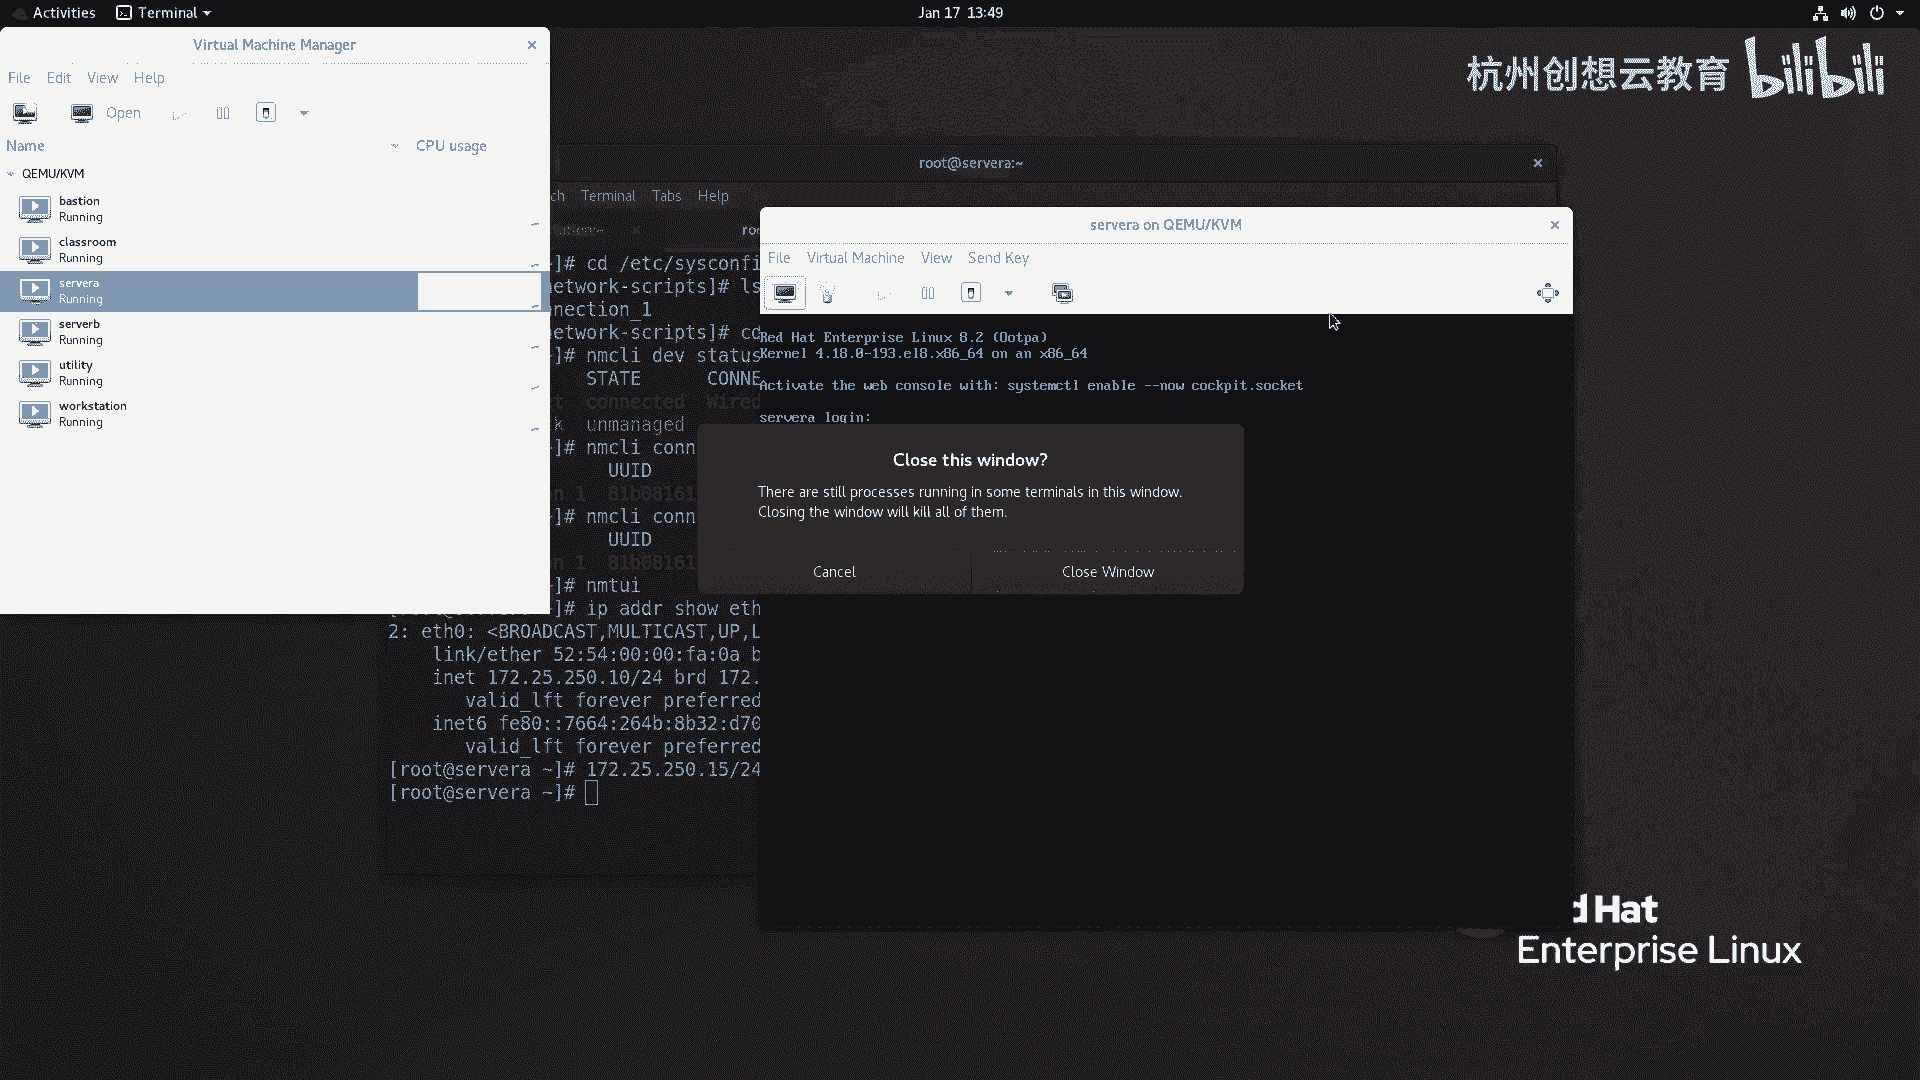 Activities
Terminal
Jan 17 13:49
Virtual Machine Manager
File Edit View Help
Open
Name
CPU usage
QEMU/KVM
bastion
Running
classroom
Running
servera
Running
serverb
Running
utility
Running
workstation
Running
杭州创想云教育
bilibili
root@servera:~
Terminal Tabs Help
]# cd /etc/sysconfi
etwork-scripts]# ls
nection_1
etwork-scripts]# cd
]# nmcli dev status
STATE CONNE
connected Wired
unmanaged
]# nmcli conn
UUID
1 81b08161
]# nmcli conn
UUID
1 81b08161
]# nmtui
]# ip addr show eth
2: eth0: <BROADCAST,MULTICAST,UP,L
link/ether 52:54:00:00:fa:0a b
inet 172.25.250.10/24 brd 172.
valid_lft forever preferred
inet6 fe80::7664:264b:8b32:d70
valid_lft forever preferred
[root@servera ~]# 172.25.250.15/24
[root@servera ~]#
servera on QEMU/KVM
File Virtual Machine View Send Key
Red Hat Enterprise Linux 8.2 (Ootpa)
Kernel 4.18.0-193.el8.x86_64 on an x86_64
Activate the web console with: systemctl enable --now cockpit.socket
servera login:
Close this window?
There are still processes running in some terminals in this window.
Closing the window will kill all of them.
Cancel
Close Window
d Hat
Enterprise Linux